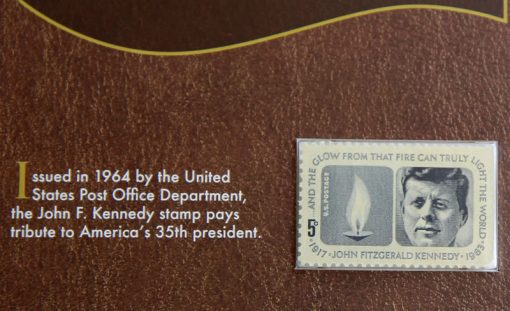 Issued in 1964 by the United
States Post Office Department,
the John F. Kennedy stamp pays
tribute to America's 35th president.
AND THE GLOW FROM THAT FIRE CAN TRULY LIGHT THE WORLD
U.S. POSTAGE
5¢
1917 · JOHN FITZGERALD KENNEDY · 1963